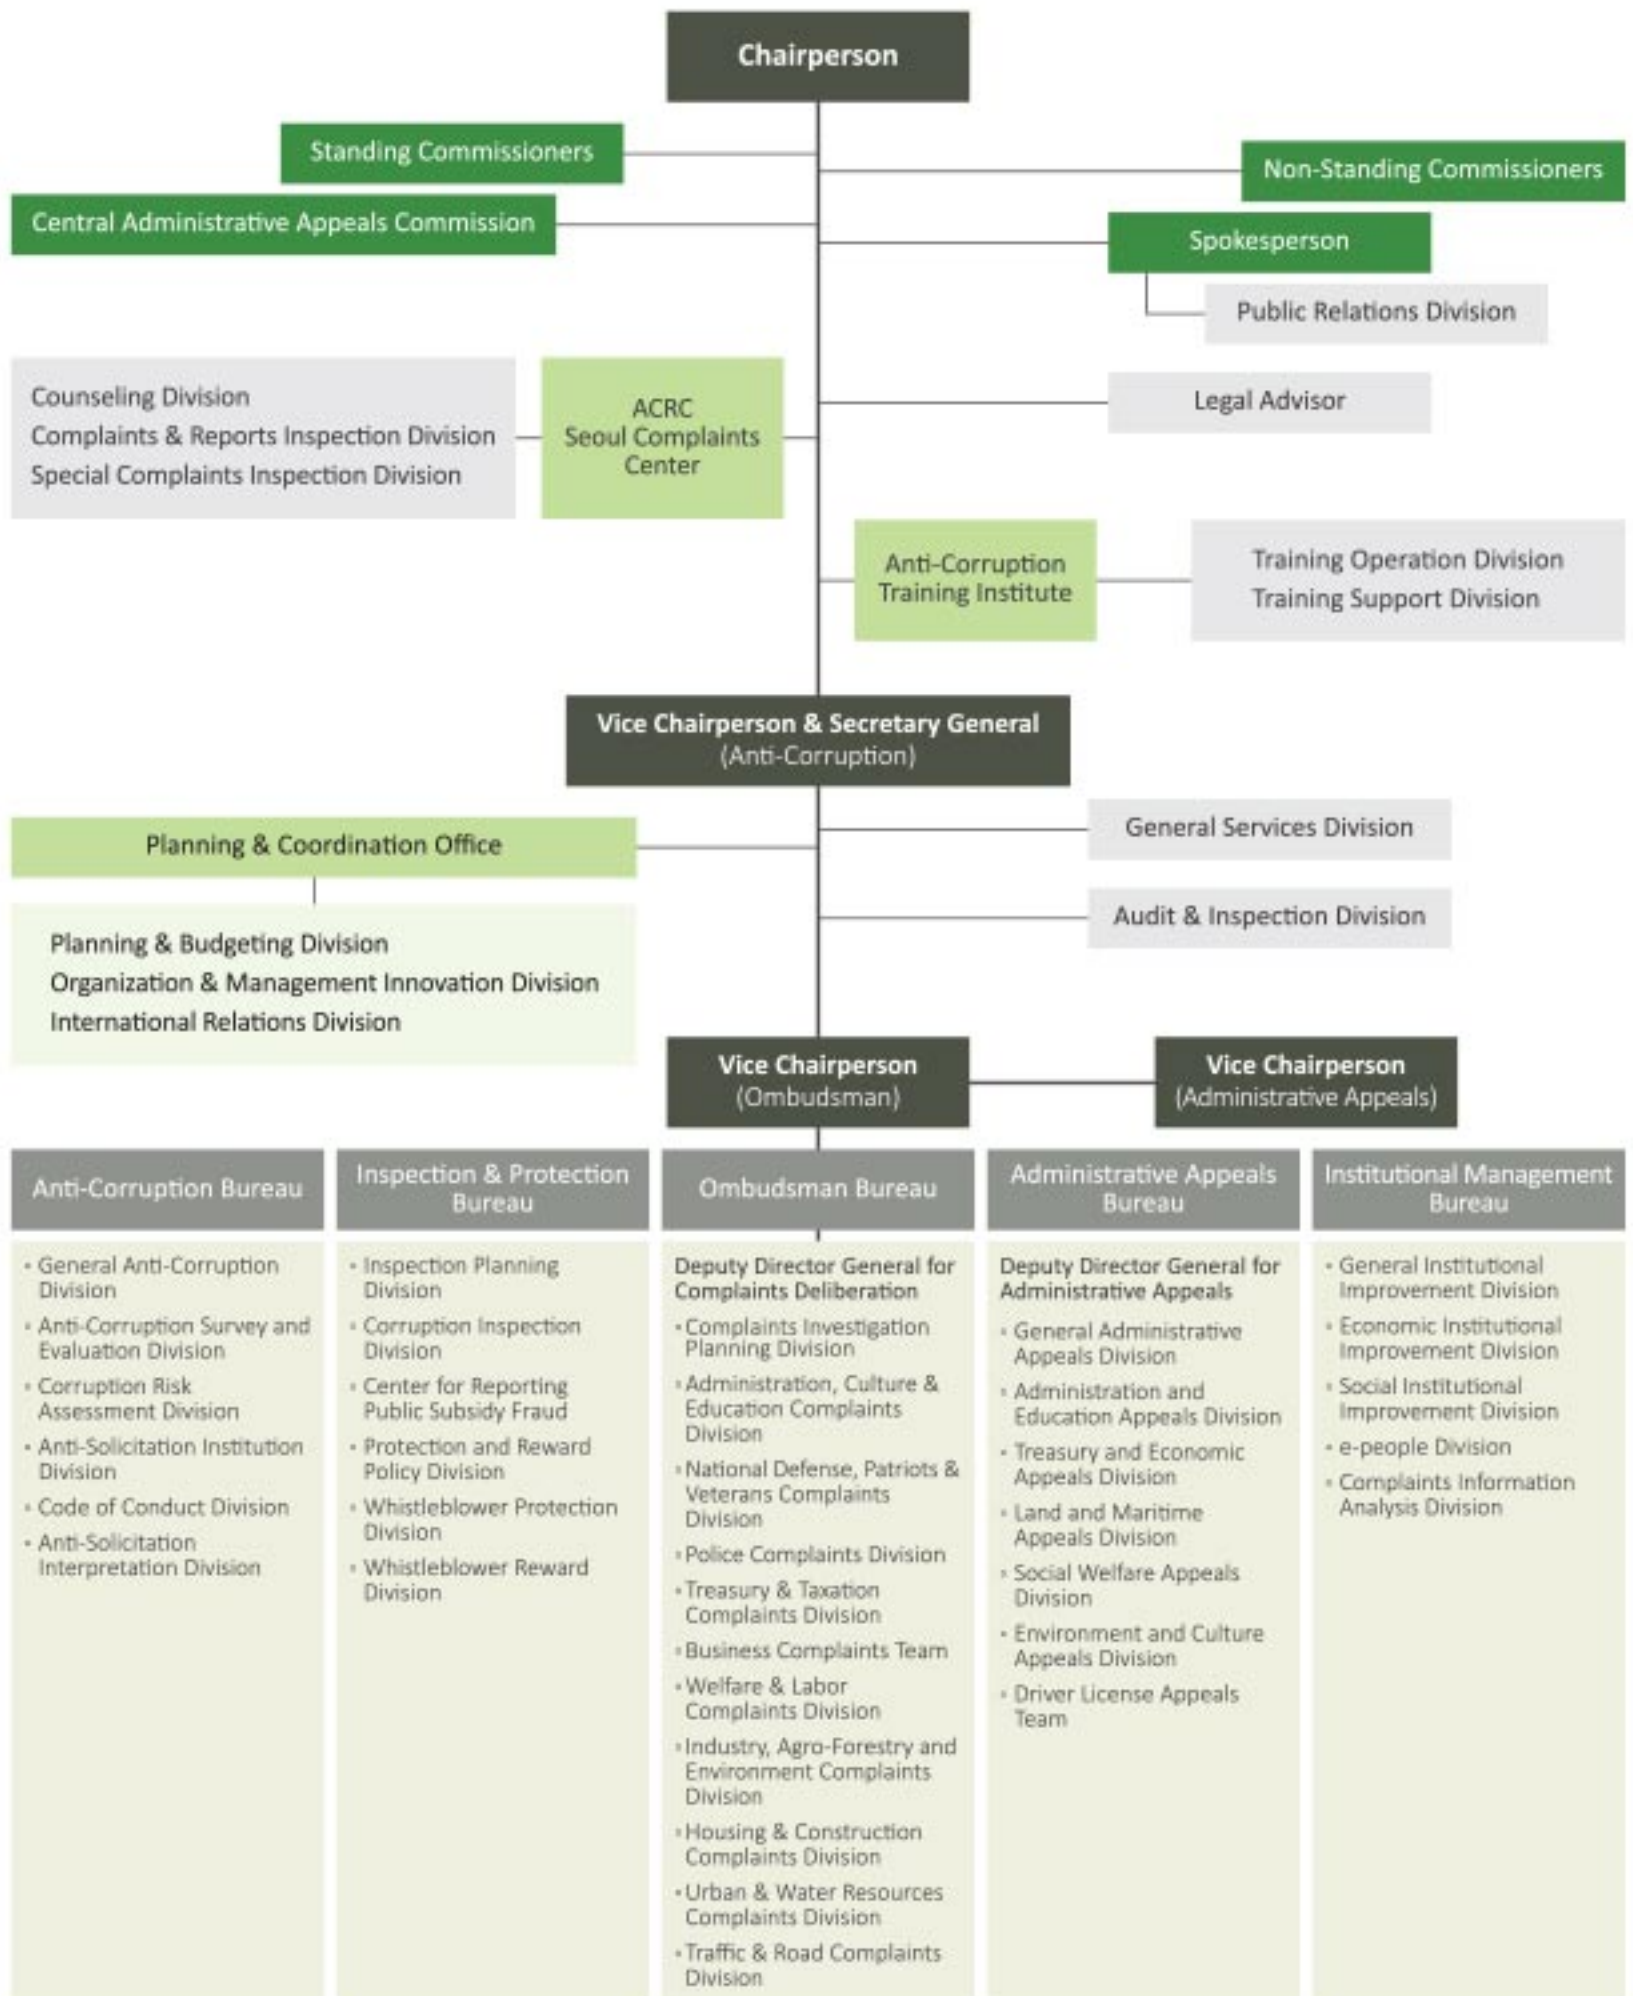 Chairperson
Standing Commissioners
Non-Standing Commissioners
Central Administrative Appeals Commission
Spokesperson
Public Relations Division
Counseling Division
Complaints & Reports Inspection Division
Special Complaints Inspection Division
ACRC
Seoul Complaints
Center
Legal Advisor
Anti-Corruption
Training Institute
Training Operation Division
Training Support Division
Vice Chairperson & Secretary General
(Anti-Corruption)
General Services Division
Planning & Coordination Office
Audit & Inspection Division
Planning & Budgeting Division
Organization & Management Innovation Division
International Relations Division
Vice Chairperson
(Ombudsman)
Vice Chairperson
(Administrative Appeals)
Anti-Corruption Bureau
• General Anti-Corruption
Division
• Anti-Corruption Survey and
Evaluation Division
• Corruption Risk
Assessment Division
• Anti-Solicitation Institution
Division
• Code of Conduct Division
• Anti-Solicitation
Interpretation Division
Inspection & Protection
Bureau
• Inspection Planning
Division
• Corruption Inspection
Division
• Center for Reporting
Public Subsidy Fraud
• Protection and Reward
Policy Division
• Whistleblower Protection
Division
• Whistleblower Reward
Division
Ombudsman Bureau
Deputy Director General for
Complaints Deliberation
• Complaints Investigation
Planning Division
• Administration, Culture &
Education Complaints
Division
• National Defense, Patriots &
Veterans Complaints
Division
• Police Complaints Division
• Treasury & Taxation
Complaints Division
• Business Complaints Team
• Welfare & Labor
Complaints Division
• Industry, Agro-Forestry and
Environment Complaints
Division
• Housing & Construction
Complaints Division
• Urban & Water Resources
Complaints Division
• Traffic & Road Complaints
Division
Administrative Appeals
Bureau
Deputy Director General for
Administrative Appeals
• General Administrative
Appeals Division
• Administration and
Education Appeals Division
• Treasury and Economic
Appeals Division
• Land and Maritime
Appeals Division
• Social Welfare Appeals
Division
• Environment and Culture
Appeals Division
• Driver License Appeals
Team
Institutional Management
Bureau
• General Institutional
Improvement Division
• Economic Institutional
Improvement Division
• Social Institutional
Improvement Division
• e-people Division
• Complaints Information
Analysis Division